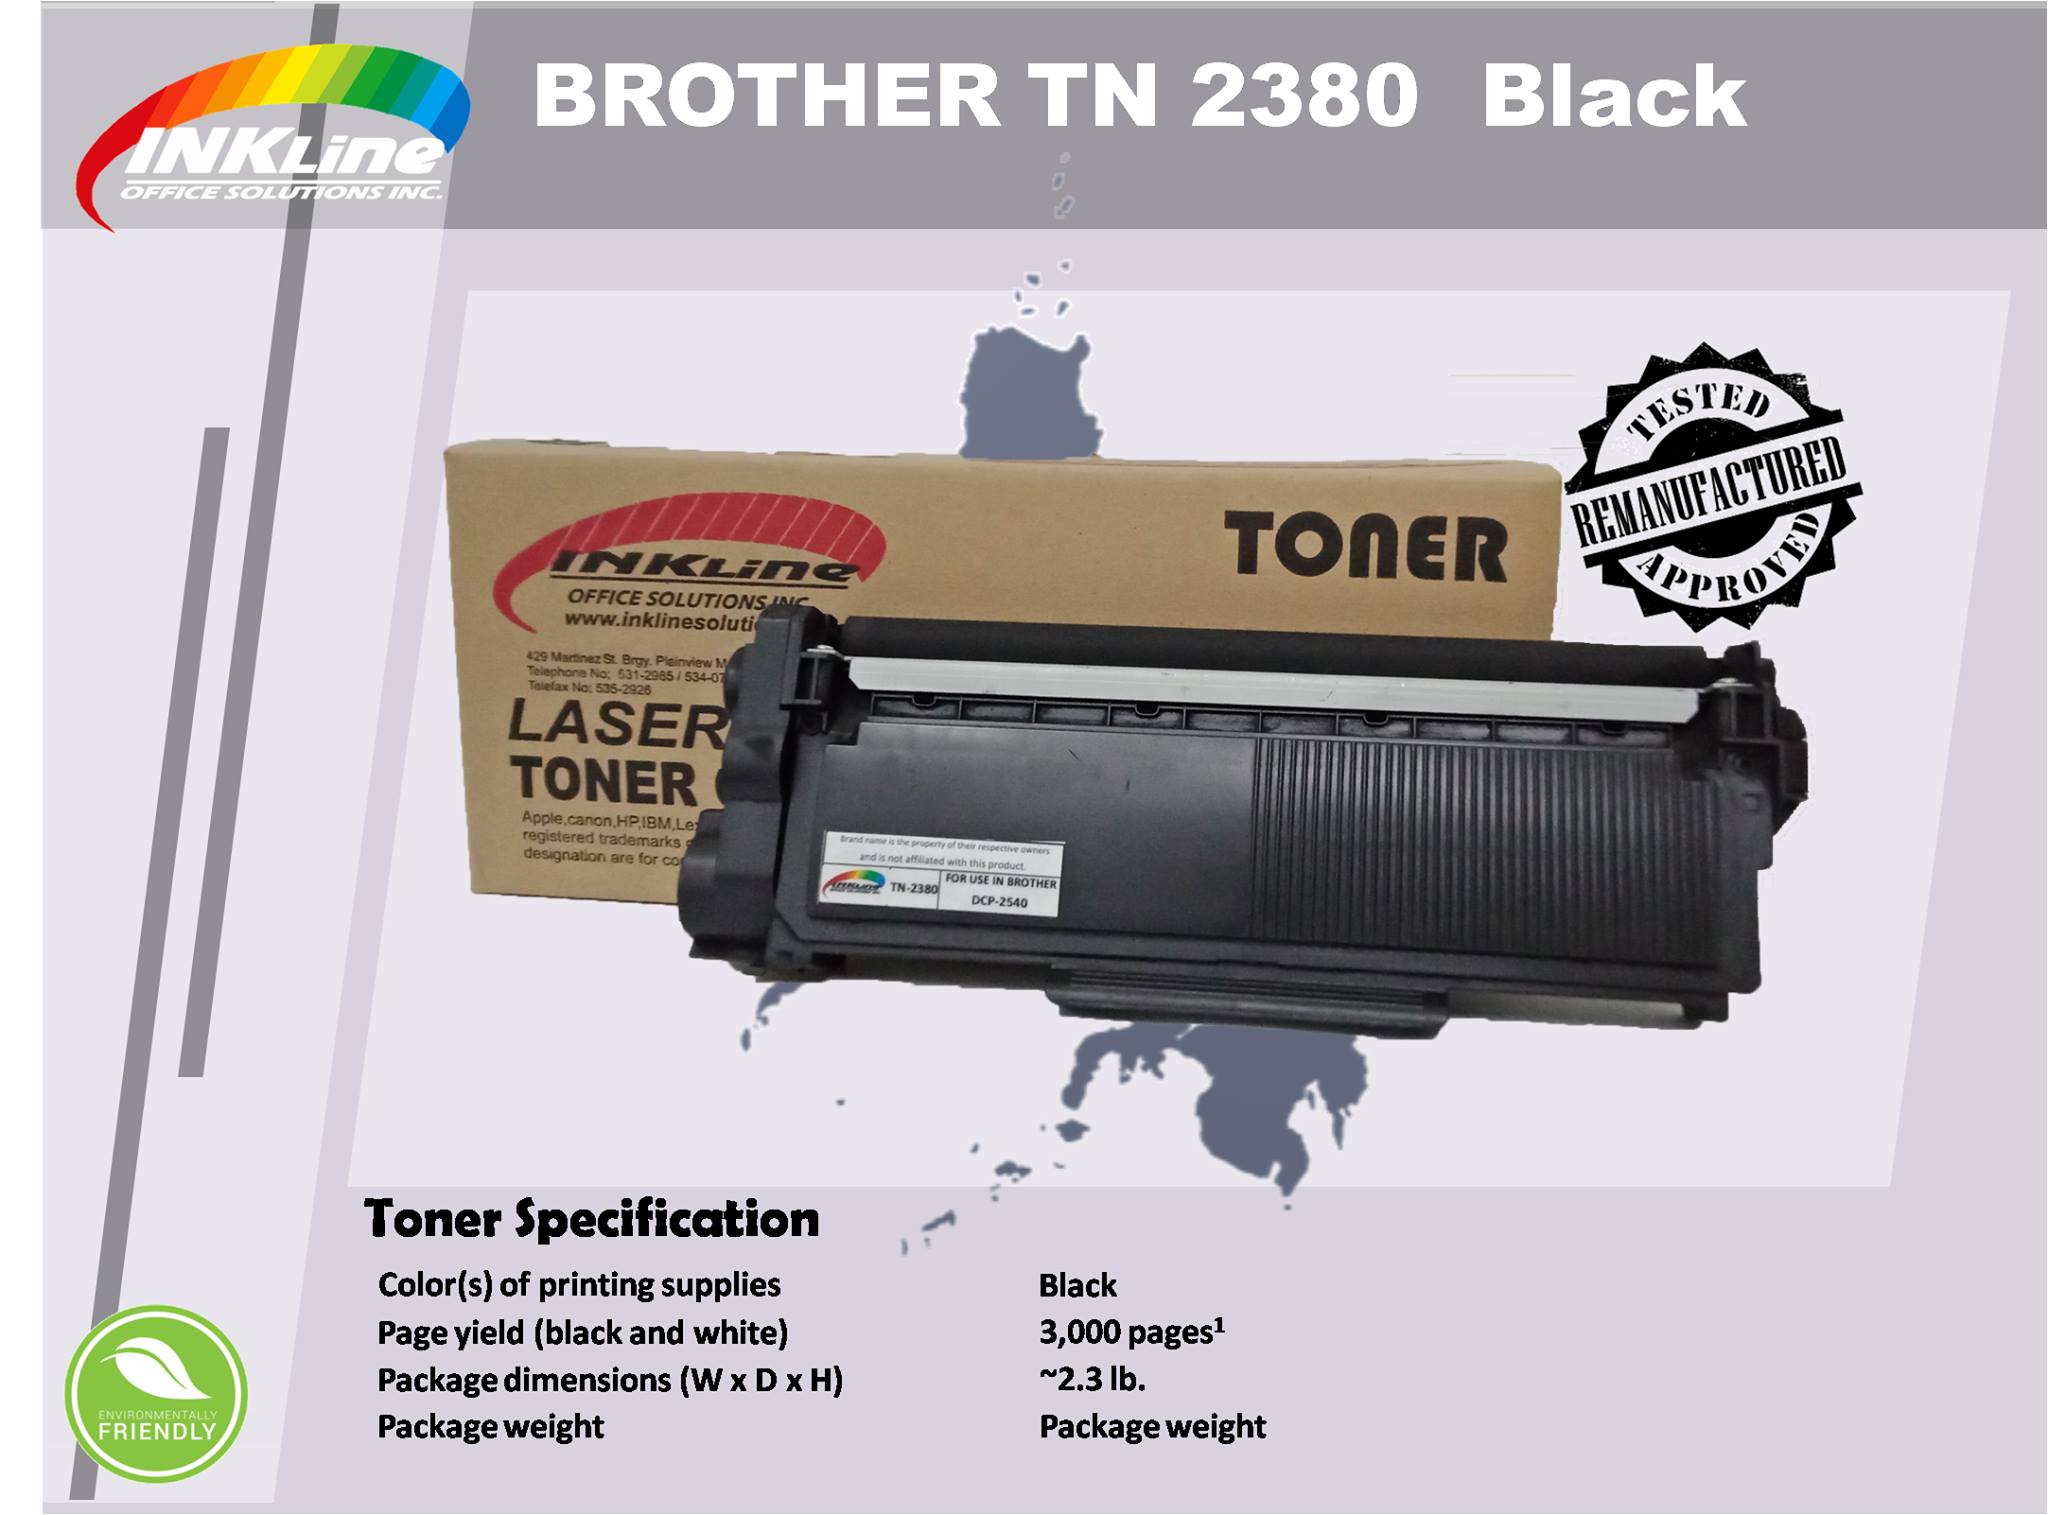 BROTHER TN 2380 Black
INKLine
OFFICE SOLUTIONS INC.
TESTED
REMANUFACTURED
APPROVED
INKLine
OFFICE SOLUTIONS INC.
www.inklinesoluti
TONER
429 Martinez St. Brgy. Plainview M
Telephone No; 531-2985 / 534-07
Telefax No; 535-2926
LASER
TONER
Apple,canon,HP,IBM,Le
registered trademarks
designation are for co
Brand name is the property of their respective owners
and is not affiliated with this product.
INKLine
TN-2380
FOR USE IN BROTHER
DCP-2540
Toner Specification
Color(s) of printing supplies Black
Page yield (black and white) 3,000 pages¹
Package dimensions (W x D x H) ~2.3 lb.
Package weight Package weight
ENVIRONMENTALLY
FRIENDLY